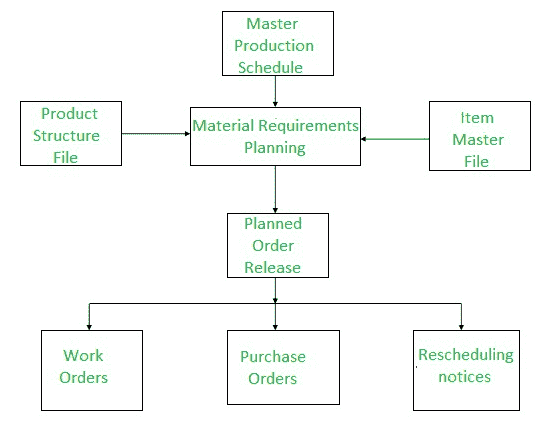 Master
Production
Schedule
Product
Structure
File
Material Requirements
Planning
Item
Master
File
Planned
Order
Release
Work
Orders
Purchase
Orders
Rescheduling
notices